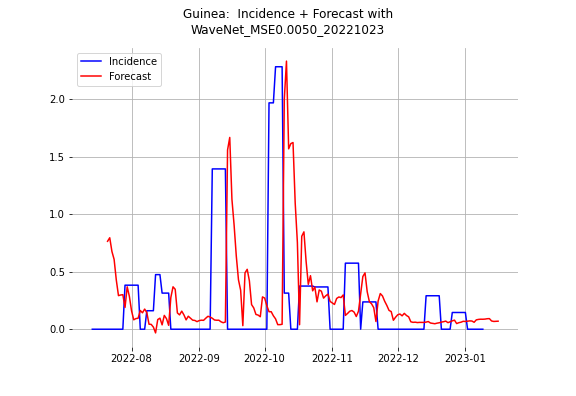 Guinea:  Incidence + Forecast with
WaveNet_MSE0.0050_20221023
Incidence
Forecast
2.0
1.5
1.0
0.5
0.0
2022-08
2022-09
2022-10
2022-11
2022-12
2023-01